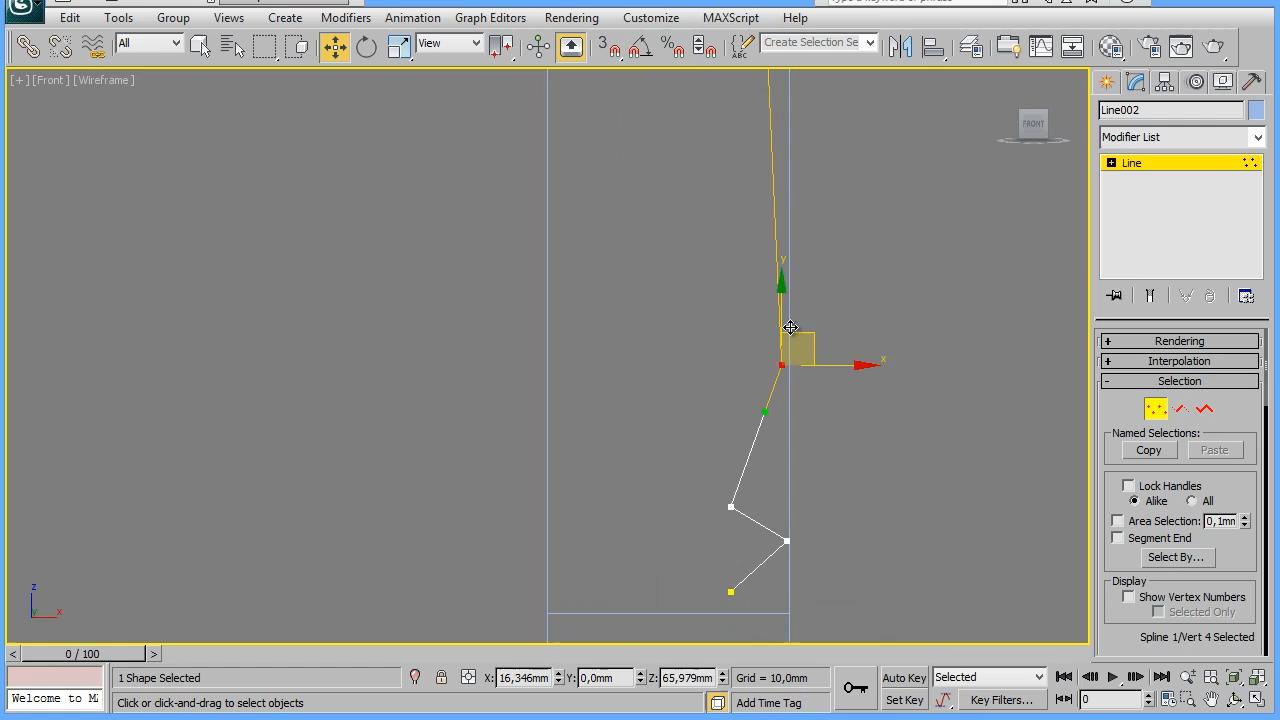 Edit Tools Group Views Create Modifiers Animation Graph Editors Rendering Customize MAXScript Help
All View 3 Create Selection Se
[+] [Front] [Wireframe]
FRONT
y
x
z
x
Line002
Modifier List
Line
+ Rendering
+ Interpolation
- Selection
Named Selections:
Copy Paste
Lock Handles
Alike All
Area Selection: 0,1mm
Segment End
Select By...
Display
Show Vertex Numbers
Selected Only
Spline 1/Vert 4 Selected
< 0 / 100 >
1 Shape Selected X: 16,346mm Y: 0,0mm Z: 65,979mm Grid = 10,0mm Auto Key Selected
Welcome to Click or click-and-drag to select objects Add Time Tag Set Key Key Filters... 0